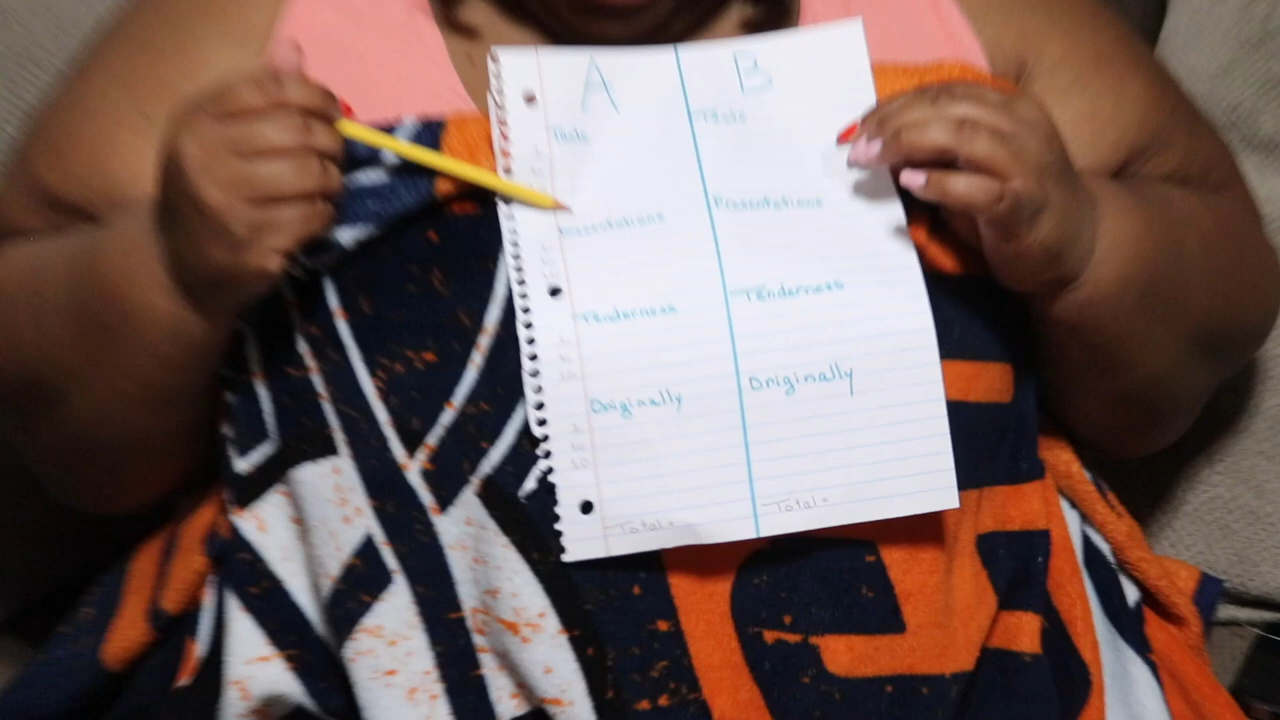 A
B
Taste
Taste
Presentations
Presentations
Tenderness
Tenderness
Originally
Originally
Total=
Total=